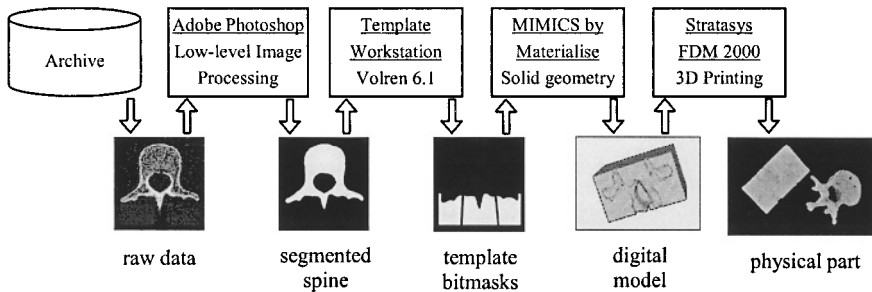 Archive
Adobe Photoshop
Low-level Image
Processing
Template
Workstation
Volren 6.1
MIMICS by
Materialise
Solid geometry
Stratasys
FDM 2000
3D Printing
raw data
segmented
spine
template
bitmasks
digital
model
physical part